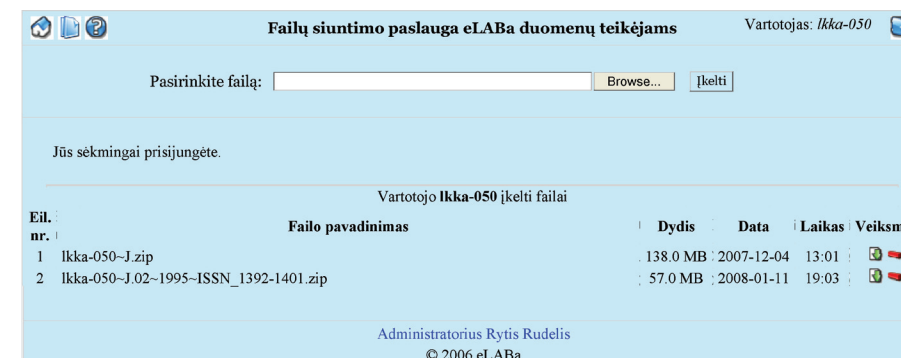 Failų siuntimo paslauga eLABa duomenų teikėjams Vartotojas: lkka-050
Pasirinkite failą: Browse... Įkelti
Jūs sėkmingai prisijungėte.
Vartotojo lkka-050 įkelti failai
Eil. nr. Failo pavadinimas Dydis Data Laikas Veiksm
1 lkka-050~J.zip 138.0 MB 2007-12-04 13:01
2 lkka-050~J.02~1995~ISSN_1392-1401.zip 57.0 MB 2008-01-11 19:03
Administratorius Rytis Rudelis
© 2006 eLABa